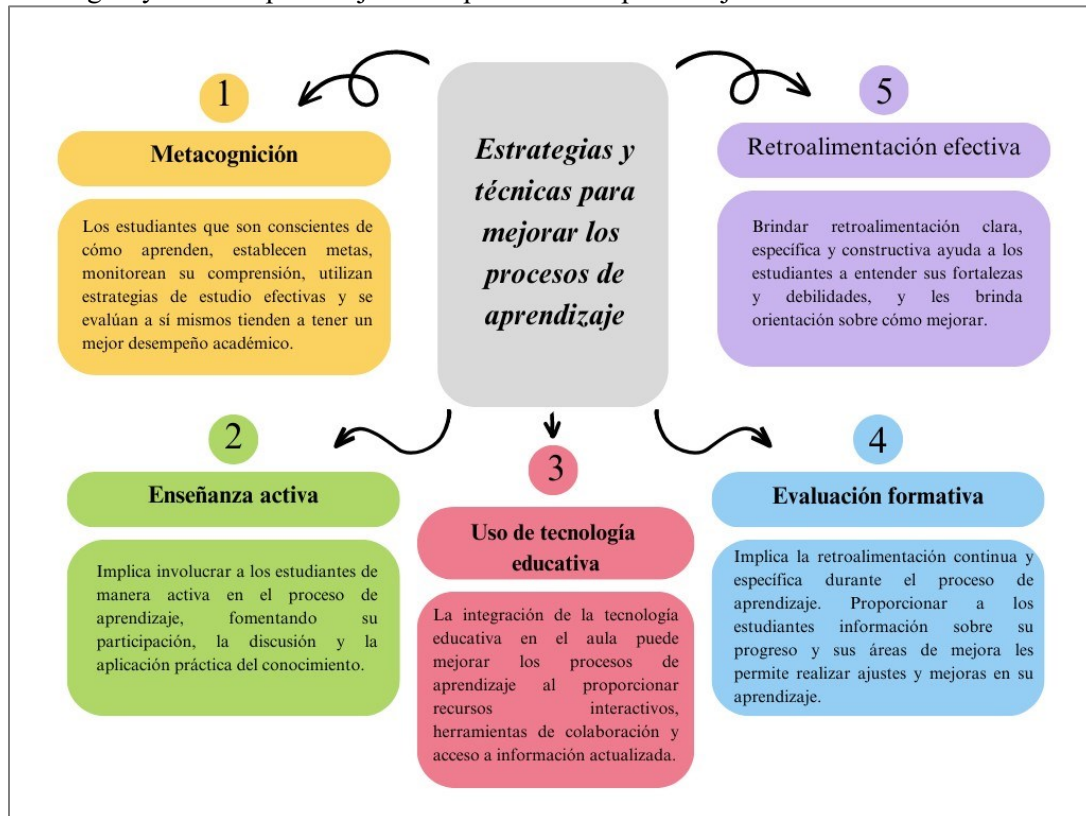 Estrategias y
técnicas para
mejorar los
procesos de
aprendizaje
1
Metacognición
Los estudiantes que son conscientes de
cómo aprenden, establecen metas,
monitorean su comprensión, utilizan
estrategias de estudio efectivas y se
evalúan a sí mismos tienden a tener un
mejor desempeño académico.
2
Enseñanza activa
Implica involucrar a los estudiantes de
manera activa en el proceso de
aprendizaje, fomentando su
participación, la discusión y la
aplicación práctica del conocimiento.
3
Uso de tecnología
educativa
La integración de la tecnología
educativa en el aula puede
mejorar los procesos de
aprendizaje al proporcionar
recursos interactivos,
herramientas de colaboración y
acceso a información actualizada.
4
Evaluación formativa
Implica la retroalimentación continua y
específica durante el proceso de
aprendizaje. Proporcionar a los
estudiantes información sobre su
progreso y sus áreas de mejora les
permite realizar ajustes y mejoras en su
aprendizaje.
5
Retroalimentación efectiva
Brindar retroalimentación clara,
específica y constructiva ayuda a los
estudiantes a entender sus fortalezas
y debilidades, y les brinda
orientación sobre cómo mejorar.